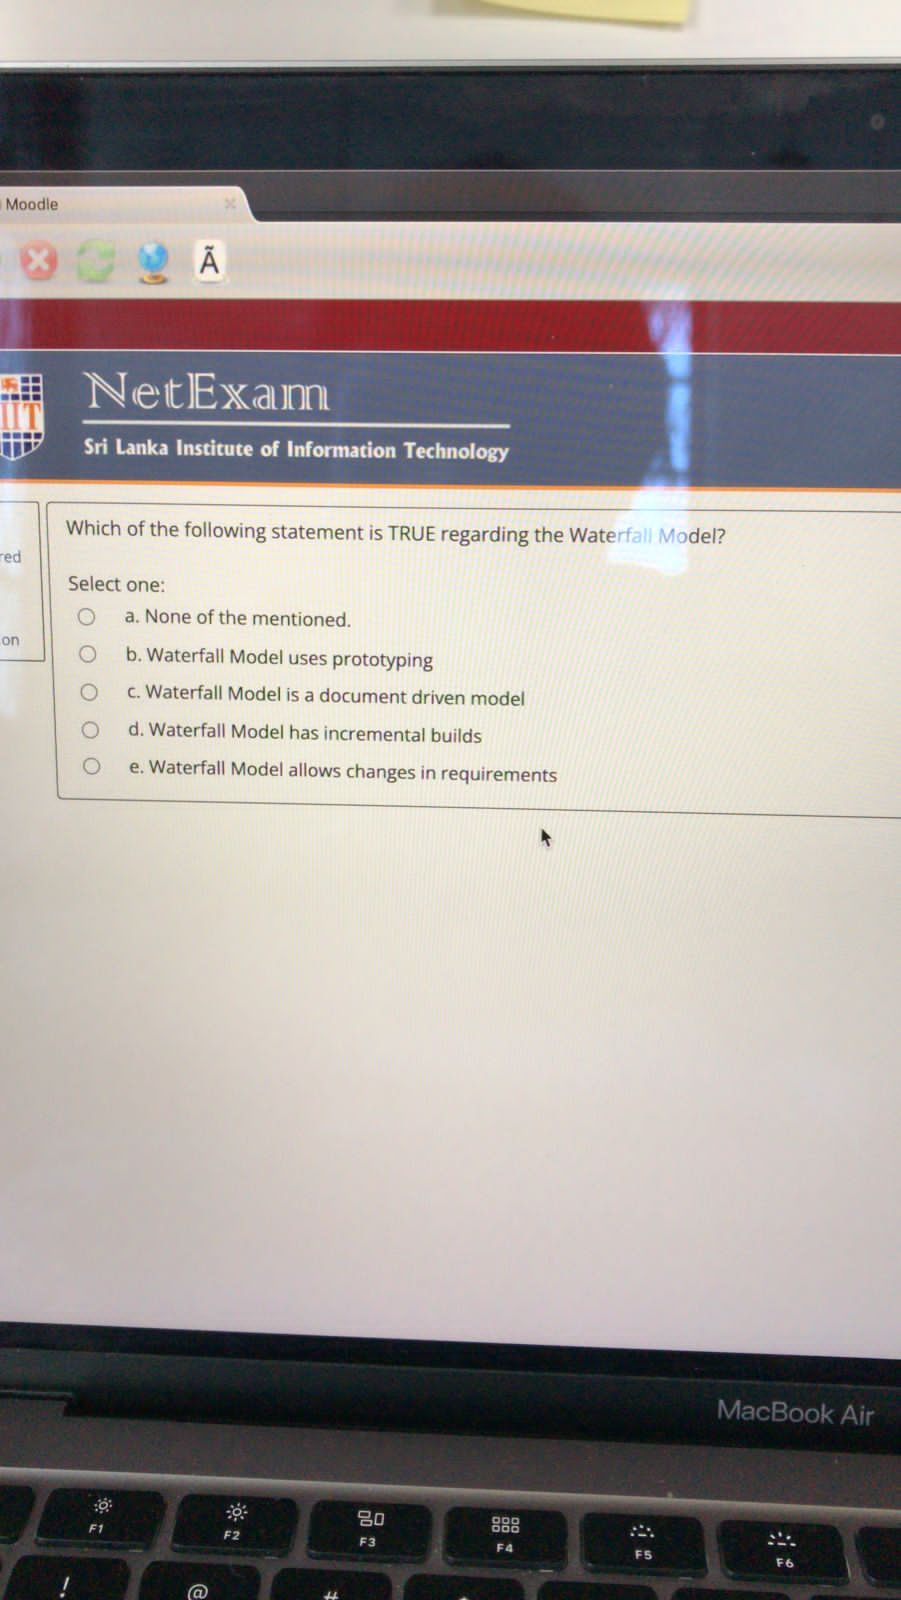 Moodle
Ã
NetExam
IIT
Sri Lanka Institute of Information Technology
Which of the following statement is TRUE regarding the Waterfall Model?
red
Select one:
a. None of the mentioned.
on
b. Waterfall Model uses prototyping
c. Waterfall Model is a document driven model
d. Waterfall Model has incremental builds
e. Waterfall Model allows changes in requirements
MacBook Air
F1 F2 F3 F4 F5 F6
! @ #